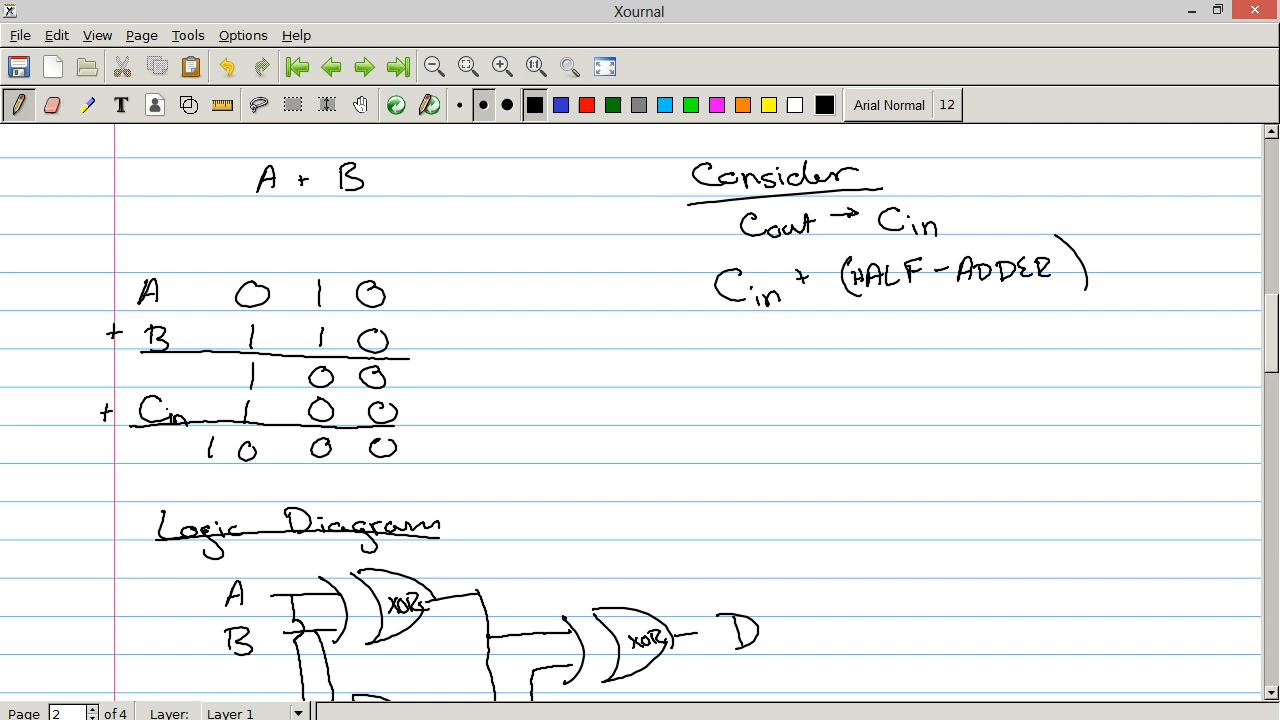 Xournal
File Edit View Page Tools Options Help
T Arial Normal 12
A + B
Consider
Cout → Cin
Cin + (HALF-ADDER)
A 0 1 0
+ B 1 1 0
1 0 0
+ Cin 1 0 0
1 0 0 0
Logic Diagram
A
XOR
B
XOR
D
Page 2 of 4 Layer: Layer 1